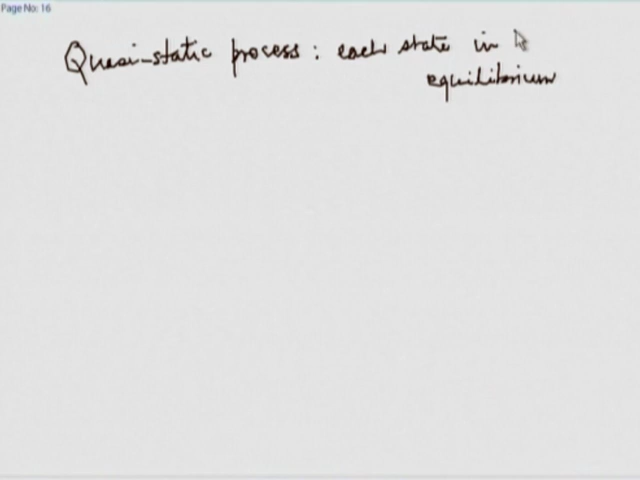 Page No: 16
Quasi-static process : each state in
equilibrium